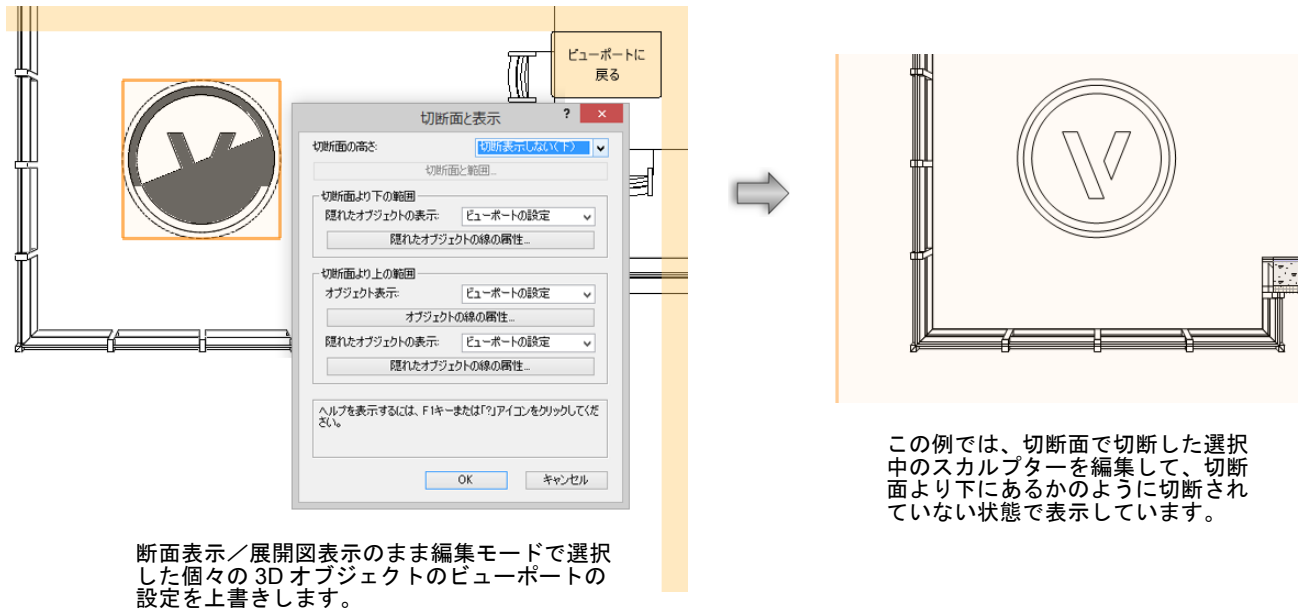 ビューポートに
戻る
切断面と表示
?
×
切断面の高さ: 切断表示しない(下)
切断面と範囲...
切断面より下の範囲
隠れたオブジェクトの表示: ビューポートの設定
隠れたオブジェクトの線の属性...
切断面より上の範囲
オブジェクト表示: ビューポートの設定
オブジェクトの線の属性...
隠れたオブジェクトの表示: ビューポートの設定
隠れたオブジェクトの線の属性...
ヘルプを表示するには、F1キーまたは「?」アイコンをクリックしてくだ
さい。
OK キャンセル
断面表示/展開図表示のまま編集モードで選択
した個々の 3D オブジェクトのビューポートの
設定を上書きします。
この例では、切断面で切断した選択
中のスカルプターを編集して、切断
面より下にあるかのように切断され
ていない状態で表示しています。